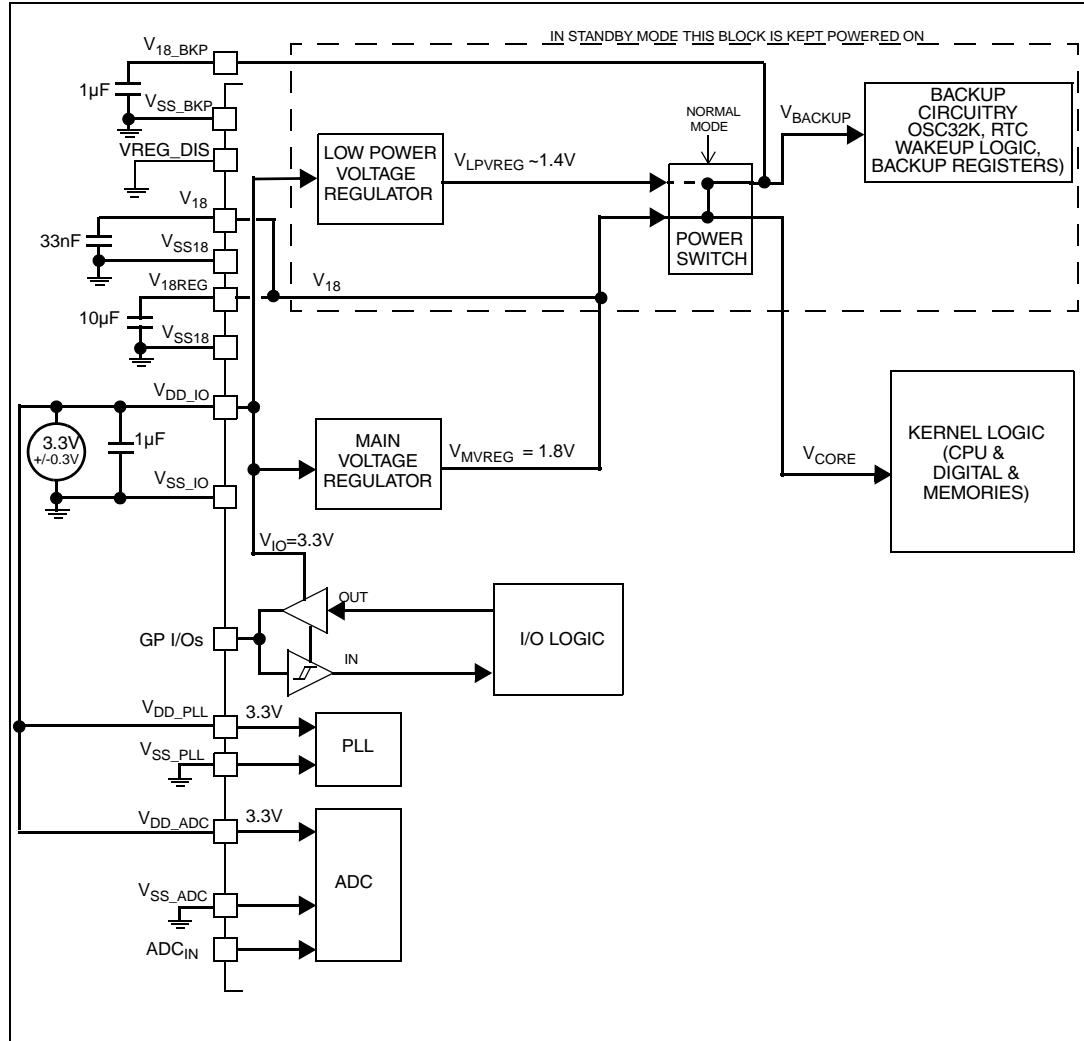 IN STANDBY MODE THIS BLOCK IS KEPT POWERED ON
V18_BKP
1µF
VSS_BKP
VREG_DIS
V18
33nF
VSS18
V18REG
10µF
VSS18
LOW POWER
VOLTAGE
REGULATOR
VLPVREG ~1.4V
NORMAL
MODE
POWER
SWITCH
VBACKUP
BACKUP
CIRCUITRY
OSC32K, RTC
WAKEUP LOGIC,
BACKUP REGISTERS)
V18
VDD_IO
3.3V
+/-0.3V
1µF
VSS_IO
MAIN
VOLTAGE
REGULATOR
VMVREG = 1.8V
VCORE
KERNEL LOGIC
(CPU &
DIGITAL &
MEMORIES)
VIO=3.3V
OUT
GP I/Os
IN
I/O LOGIC
VDD_PLL
3.3V
VSS_PLL
PLL
VDD_ADC
3.3V
VSS_ADC
ADCIN
ADC